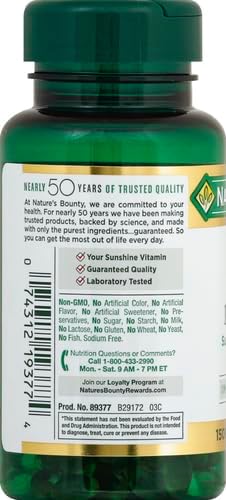 NEARLY 50 YEARS OF TRUSTED QUALITY
At Nature's Bounty, we are committed to your
health. For nearly 50 years we have been making
trusted products, backed by science, and made
with only the purest ingredients...guaranteed. So
you can get the most out of life every day.
Your Sunshine Vitamin
Guaranteed Quality
Laboratory Tested
Non-GMO, No Artificial Color, No Artificial
Flavor, No Artificial Sweetener, No Pre-
servatives, No Sugar, No Starch, No Milk,
No Lactose, No Gluten, No Wheat, No Yeast,
No Fish. Sodium Free.
Nutrition Questions or Comments?
Call 1-800-433-2990
Mon. - Sat. 9 AM - 7 PM ET
Join our Loyalty Program at
NaturesBountyRewards.com
Prod. No. 89377 B29172 03C
*This statement has not been evaluated by the Food
and Drug Administration. This product is not intended
to diagnose, treat, cure or prevent any disease.
0 74312 19377 4
NA
150